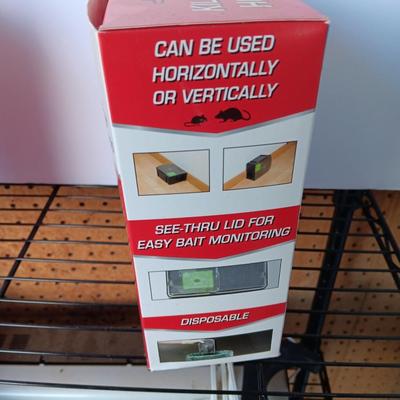 CAN BE USED
HORIZONTALLY
OR VERTICALLY
SEE-THRU LID FOR
EASY BAIT MONITORING
DISPOSABLE